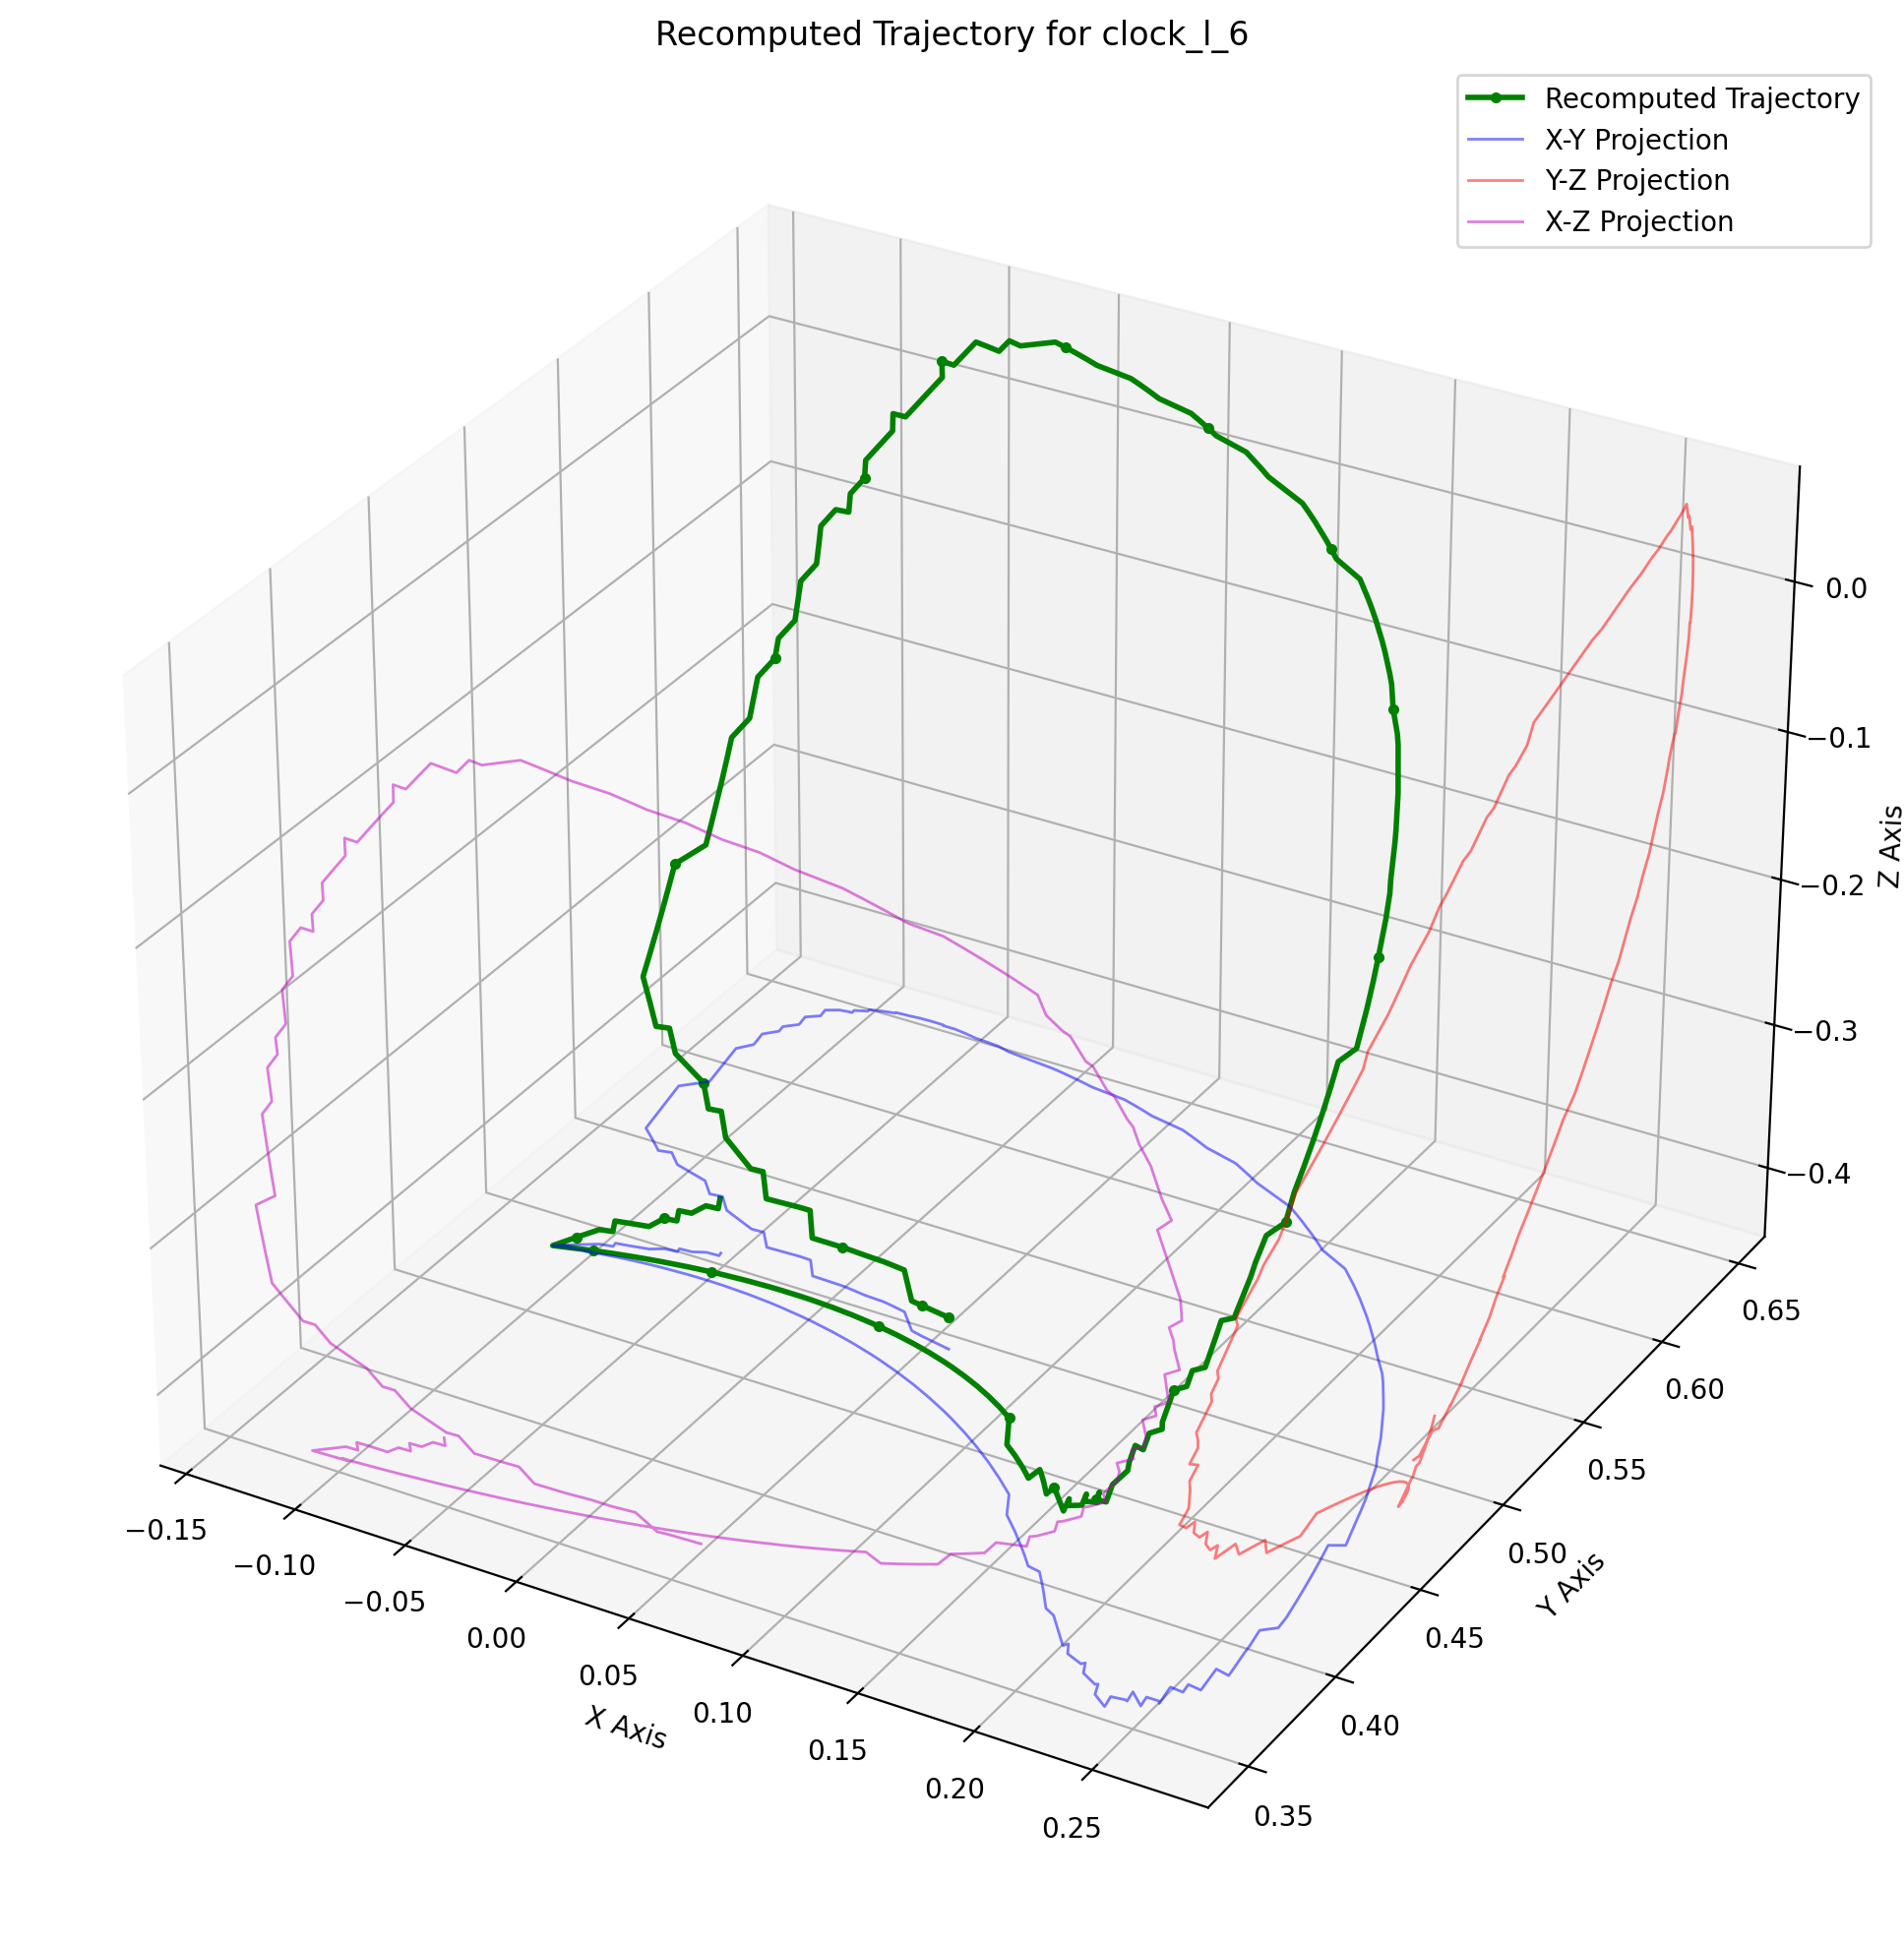 Recomputed Trajectory for clock_l_6
Recomputed Trajectory
X-Y Projection
Y-Z Projection
X-Z Projection
0.0
−0.1
−0.2
−0.3
−0.4
Z Axis
0.65
0.60
0.55
0.50
0.45
0.40
0.35
Y Axis
−0.15
−0.10
−0.05
0.00
0.05
0.10
0.15
0.20
0.25
X Axis